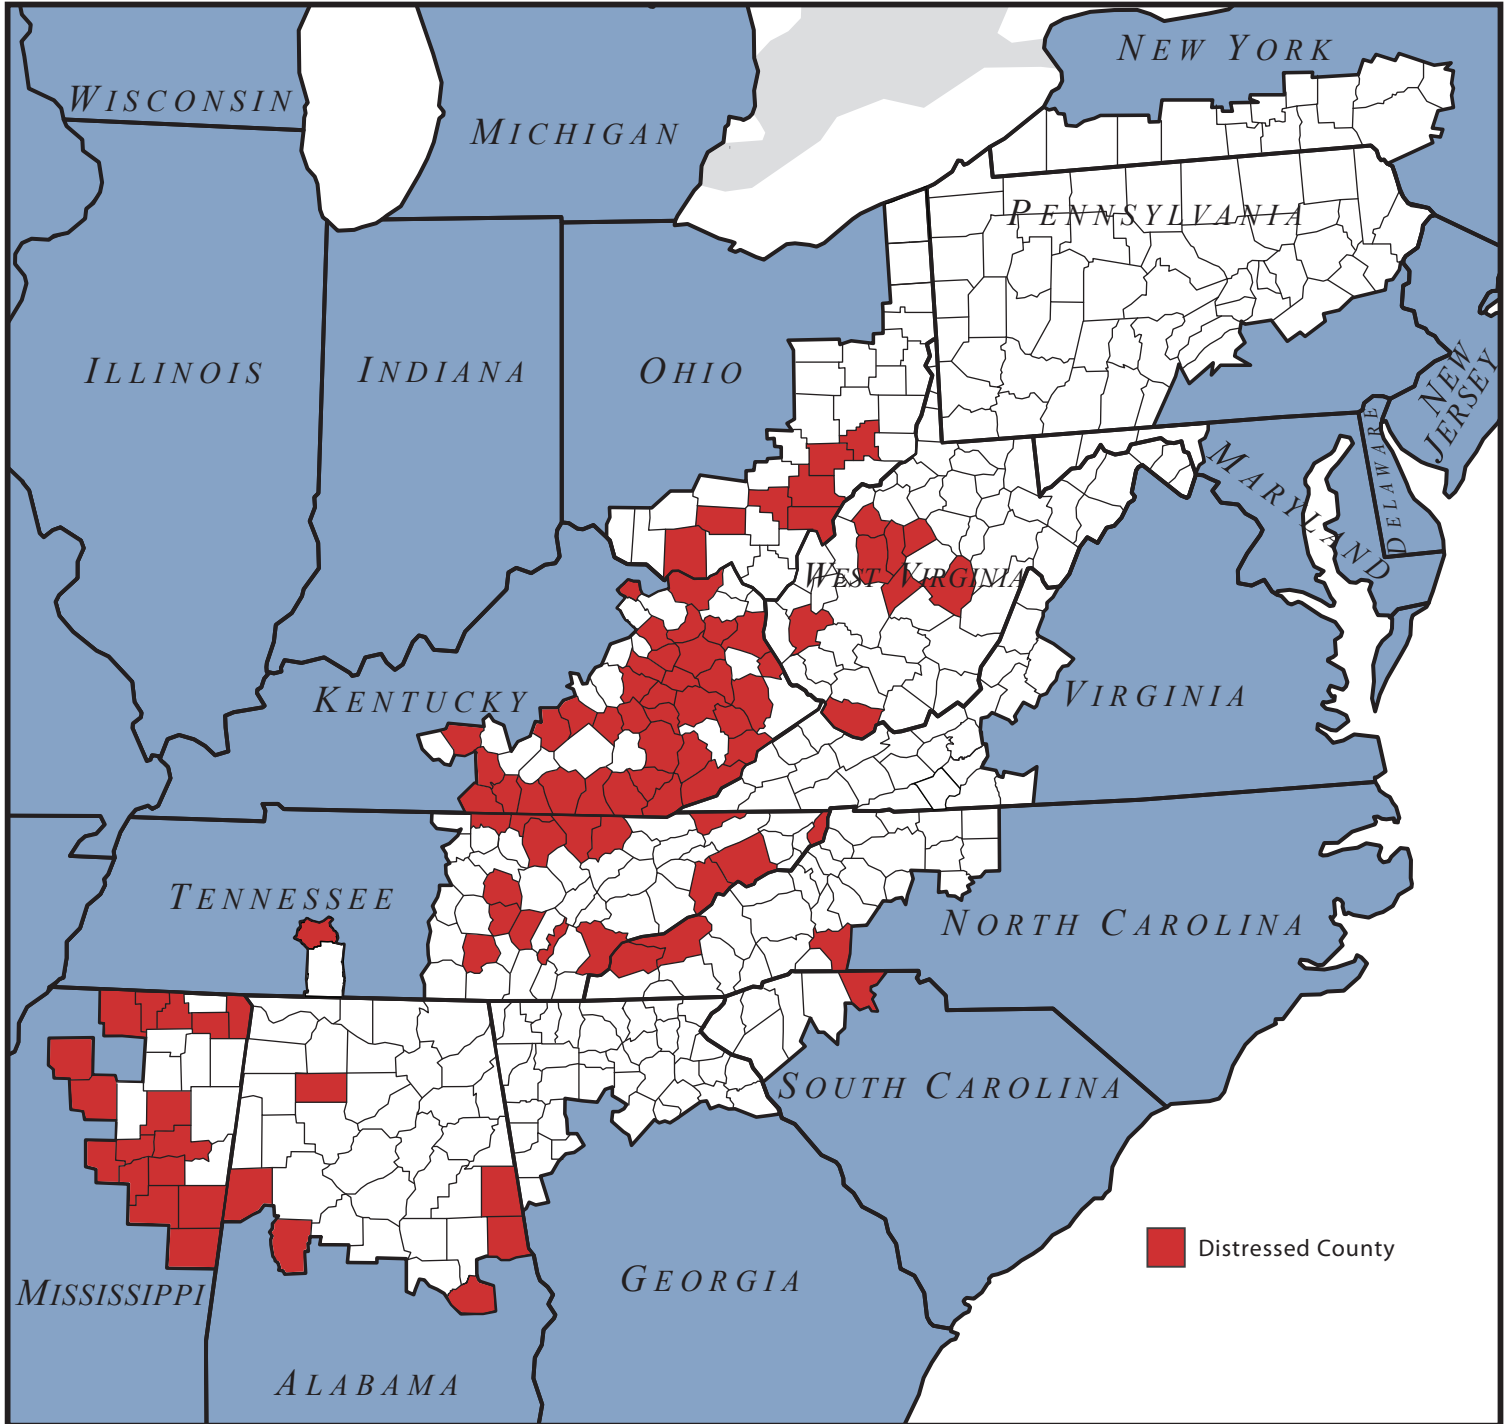 NEW YORK
WISCONSIN
MICHIGAN
PENNSYLVANIA
ILLINOIS
INDIANA
OHIO
NEW
JERSEY
DELAWARE
MARYLAND
DELAWARE
WEST VIRGINIA
KENTUCKY
VIRGINIA
TENNESSEE
NORTH CAROLINA
SOUTH CAROLINA
Distressed County
MISSISSIPPI
GEORGIA
ALABAMA